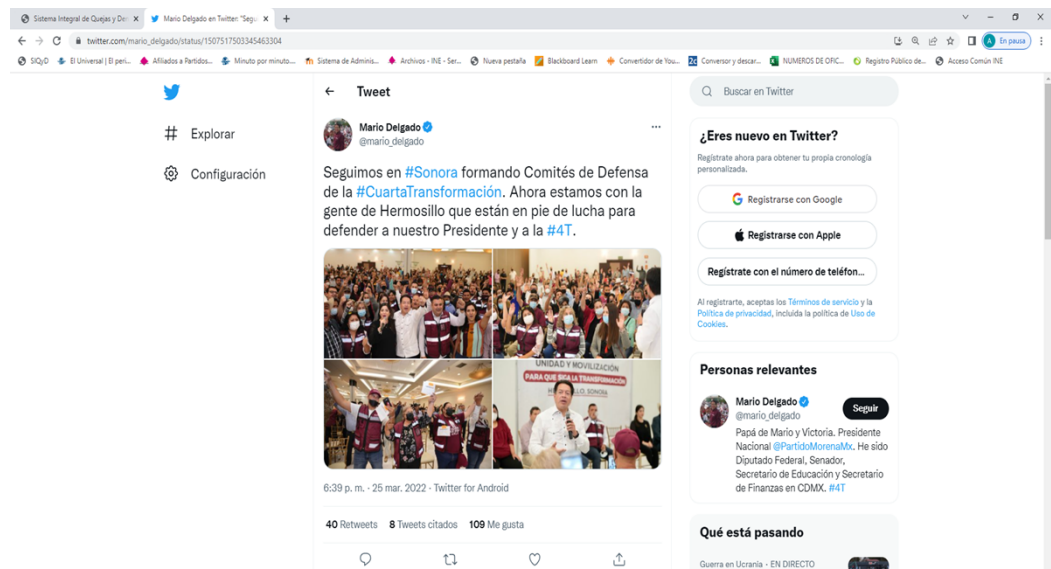 Sistema Integral de Quejas y Den
Mario Delgado en Twitter: "Segui
twitter.com/mario_delgado/status/1507517503345463304
En pausa
SIQyD
El Universal | El peri...
Afiliados a Partidos...
Minuto por minuto...
Sistema de Adminis...
Archivos - INE - Ser...
Nueva pestaña
Blackboard Learn
Convertidor de You...
Conversor y descar...
NUMEROS DE OFIC...
Registro Público de...
Acceso Común INE
Explorar
Configuración
Tweet
Mario Delgado
@mario_delgado
Seguimos en #Sonora formando Comités de Defensa
de la #CuartaTransformación. Ahora estamos con la
gente de Hermosillo que están en pie de lucha para
defender a nuestro Presidente y a la #4T.
UNIDAD Y MOVILIZACIÓN
PARA QUE SIGA LA TRANSFORMACIÓN
HERMOSILLO, SONORA
6:39 p. m. · 25 mar. 2022 · Twitter for Android
40 Retweets 8 Tweets citados 109 Me gusta
Buscar en Twitter
¿Eres nuevo en Twitter?
Regístrate ahora para obtener tu propia cronología
personalizada.
Registrarse con Google
Registrarse con Apple
Regístrate con el número de teléfon...
Al registrarte, aceptas los Términos de servicio y la
Política de privacidad, incluida la política de Uso de
Cookies.
Personas relevantes
Mario Delgado
@mario_delgado
Seguir
Papá de Mario y Victoria. Presidente
Nacional @PartidoMorenaMx. He sido
Diputado Federal, Senador,
Secretario de Educación y Secretario
de Finanzas en CDMX. #4T
Qué está pasando
Guerra en Ucrania · EN DIRECTO